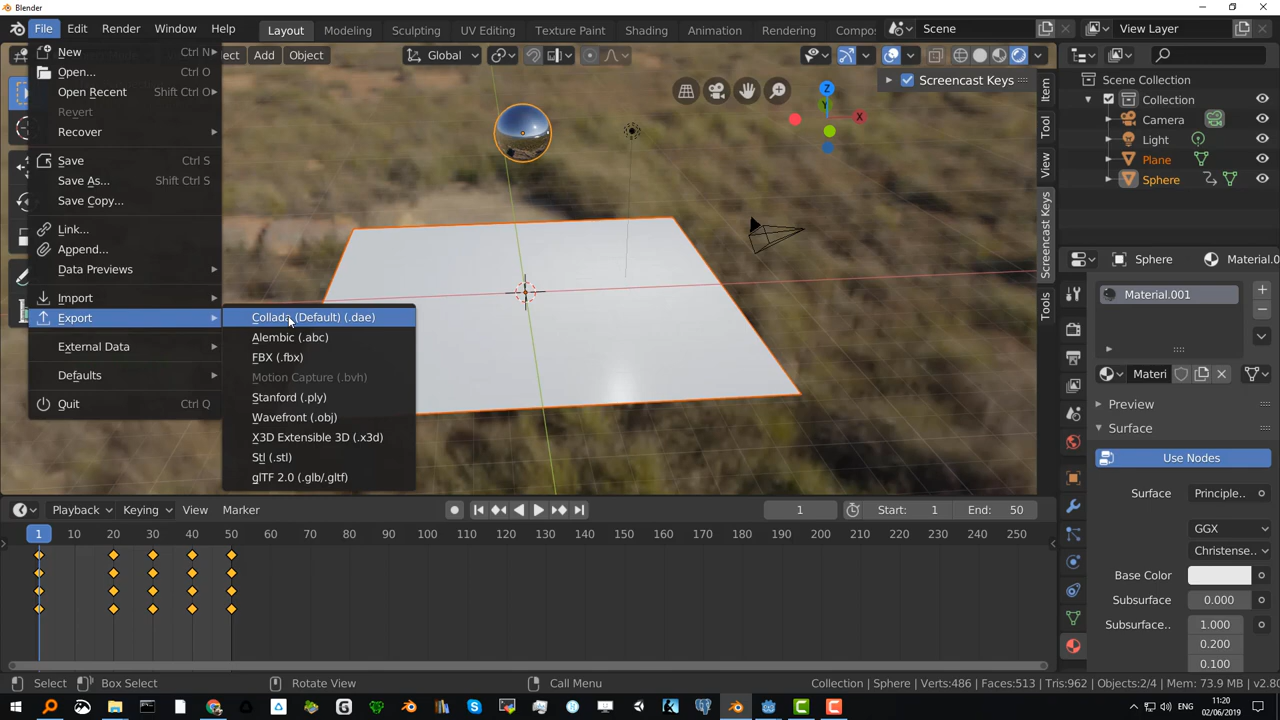 Blender
File Edit Render Window Help
Layout Modeling Sculpting UV Editing Texture Paint Shading Animation Rendering Compos
Scene
View Layer
New Ctrl N
Open... Ctrl O
Open Recent Shift Ctrl O
Revert
Recover
Save Ctrl S
Save As... Shift Ctrl S
Save Copy...
Link...
Append...
Data Previews
Import
Export
External Data
Defaults
Quit Ctrl Q
Collada (Default) (.dae)
Alembic (.abc)
FBX (.fbx)
Motion Capture (.bvh)
Stanford (.ply)
Wavefront (.obj)
X3D Extensible 3D (.x3d)
Stl (.stl)
glTF 2.0 (.glb/.gltf)
Add Object
Global
Screencast Keys
Z
Y
X
Item
Tool
View
Screencast Keys
Tools
Scene Collection
Collection
Camera
Light
Plane
Sphere
Sphere Material.0
Material.001
Materi
Preview
Surface
Use Nodes
Surface Principle..
GGX
Christense..
Base Color
Subsurface 0.000
Subsurface.. 1.000
0.200
0.100
Playback Keying View Marker
1 Start: 1 End: 50
1 10 20 30 40 50 60 70 80 90 100 110 120 130 140 150 160 170 180 190 200 210 220 230 240 250
Select Box Select Rotate View Call Menu
Collection | Sphere | Verts:486 | Faces:513 | Tris:962 | Objects:2/4 | Mem: 73.9 MB | v2.80
ENG
11:20
02/06/2019